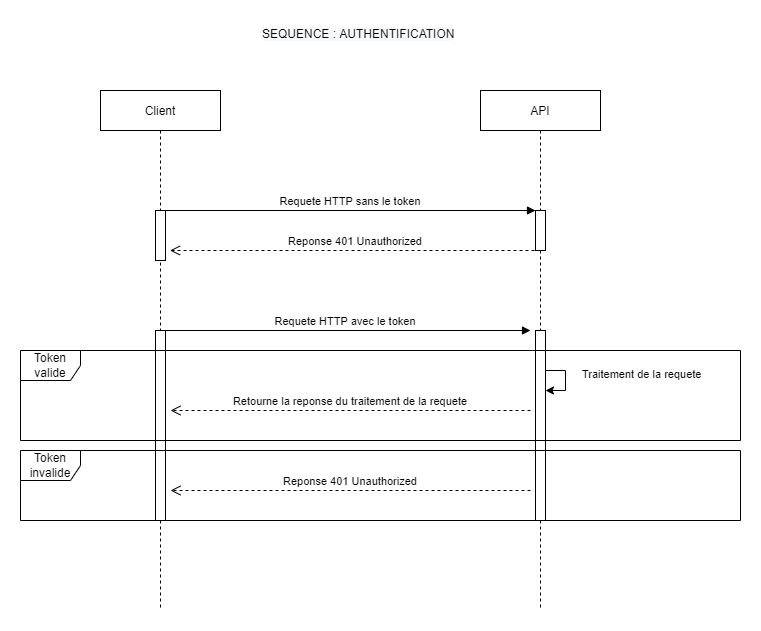 SEQUENCE : AUTHENTIFICATION
Client
API
Requete HTTP sans le token
Reponse 401 Unauthorized
Requete HTTP avec le token
Token
valide
Traitement de la requete
Retourne la reponse du traitement de la requete
Token
invalide
Reponse 401 Unauthorized